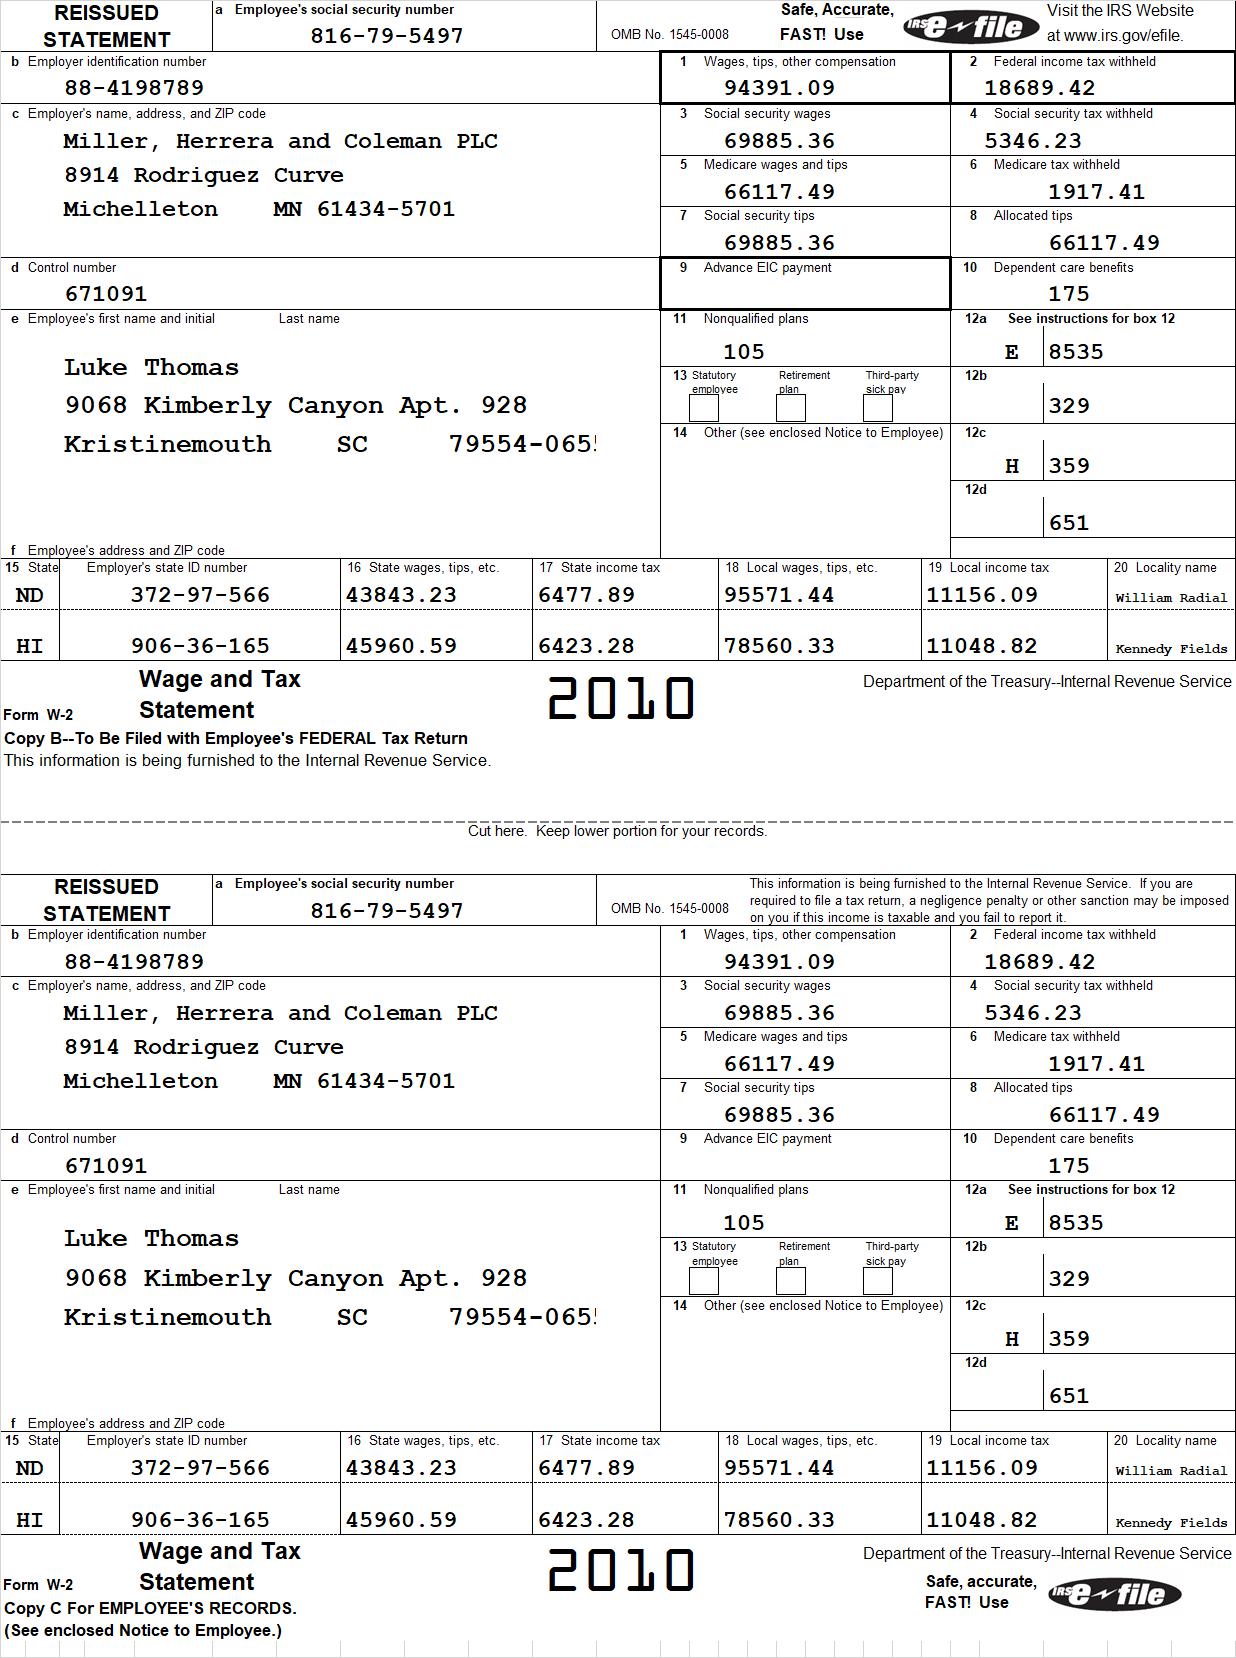 REISSUED STATEMENT
a Employee's social security number
816-79-5497
OMB No. 1545-0008
Safe, Accurate,
FAST! Use
IRS e-file
Visit the IRS Website
at www.irs.gov/efile.
b Employer identification number
88-4198789
1 Wages, tips, other compensation
94391.09
2 Federal income tax withheld
18689.42
c Employer's name, address, and ZIP code
Miller, Herrera and Coleman PLC
8914 Rodriguez Curve
Michelleton MN 61434-5701
3 Social security wages
69885.36
4 Social security tax withheld
5346.23
5 Medicare wages and tips
66117.49
6 Medicare tax withheld
1917.41
7 Social security tips
69885.36
8 Allocated tips
66117.49
d Control number
671091
9 Advance EIC payment
10 Dependent care benefits
175
e Employee's first name and initial Last name
Luke Thomas
9068 Kimberly Canyon Apt. 928
Kristinemouth SC 79554-065
f Employee's address and ZIP code
11 Nonqualified plans
105
12a See instructions for box 12
E 8535
13 Statutory employee Retirement plan Third-party sick pay
12b
329
14 Other (see enclosed Notice to Employee)
12c
H 359
12d
651
15 State Employer's state ID number 16 State wages, tips, etc. 17 State income tax 18 Local wages, tips, etc. 19 Local income tax 20 Locality name
ND 372-97-566 43843.23 6477.89 95571.44 11156.09 William Radial
HI 906-36-165 45960.59 6423.28 78560.33 11048.82 Kennedy Fields
Form W-2 Wage and Tax Statement
2010
Department of the Treasury--Internal Revenue Service
Copy B--To Be Filed with Employee's FEDERAL Tax Return
This information is being furnished to the Internal Revenue Service.
Cut here. Keep lower portion for your records.
REISSUED STATEMENT
a Employee's social security number
816-79-5497
OMB No. 1545-0008
This information is being furnished to the Internal Revenue Service. If you are
required to file a tax return, a negligence penalty or other sanction may be imposed
on you if this income is taxable and you fail to report it.
b Employer identification number
88-4198789
1 Wages, tips, other compensation
94391.09
2 Federal income tax withheld
18689.42
c Employer's name, address, and ZIP code
Miller, Herrera and Coleman PLC
8914 Rodriguez Curve
Michelleton MN 61434-5701
3 Social security wages
69885.36
4 Social security tax withheld
5346.23
5 Medicare wages and tips
66117.49
6 Medicare tax withheld
1917.41
7 Social security tips
69885.36
8 Allocated tips
66117.49
d Control number
671091
9 Advance EIC payment
10 Dependent care benefits
175
e Employee's first name and initial Last name
Luke Thomas
9068 Kimberly Canyon Apt. 928
Kristinemouth SC 79554-065
f Employee's address and ZIP code
11 Nonqualified plans
105
12a See instructions for box 12
E 8535
13 Statutory employee Retirement plan Third-party sick pay
12b
329
14 Other (see enclosed Notice to Employee)
12c
H 359
12d
651
15 State Employer's state ID number 16 State wages, tips, etc. 17 State income tax 18 Local wages, tips, etc. 19 Local income tax 20 Locality name
ND 372-97-566 43843.23 6477.89 95571.44 11156.09 William Radial
HI 906-36-165 45960.59 6423.28 78560.33 11048.82 Kennedy Fields
Form W-2 Wage and Tax Statement
2010
Department of the Treasury--Internal Revenue Service
Safe, accurate,
FAST! Use
IRS e-file
Copy C For EMPLOYEE'S RECORDS.
(See enclosed Notice to Employee.)